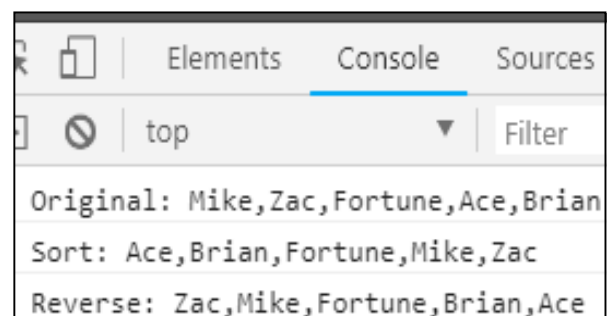 Elements Console Sources
top Filter
Original: Mike,Zac,Fortune,Ace,Brian
Sort: Ace,Brian,Fortune,Mike,Zac
Reverse: Zac,Mike,Fortune,Brian,Ace